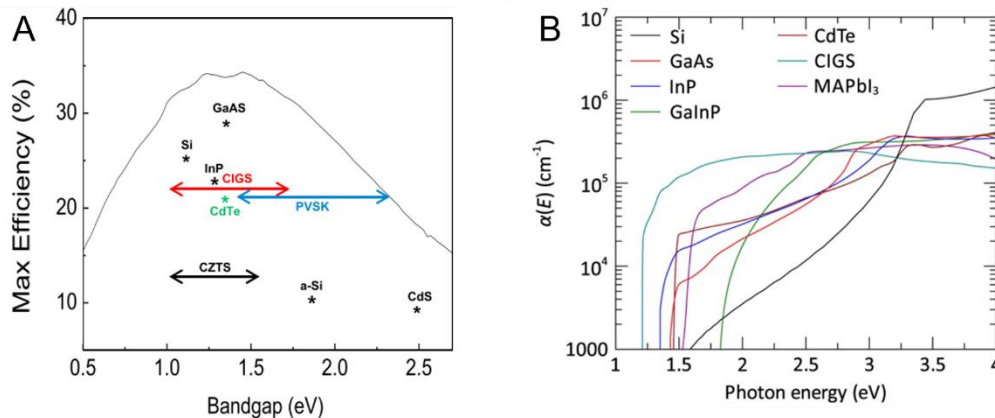 A
Max Efficiency (%)
40
30
20
10
GaAS
Si
InP
CIGS
CdTe
PVSK
CZTS
a-Si
CdS
0.5 1.0 1.5 2.0 2.5
Bandgap (eV)
B
α(E) (cm-1)
10⁷
10⁶
10⁵
10⁴
1000
Si CdTe
GaAs CIGS
InP MAPbI₃
GaInP
1 1.5 2 2.5 3 3.5 4
Photon energy (eV)